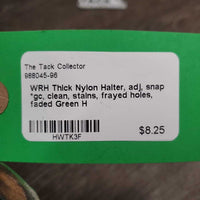 The Tack Collector
988045-96
WRH Thick Nylon Halter, adj, snap
*gc, clean, stains, frayed holes,
faded Green H
$8.25
HWTK3F